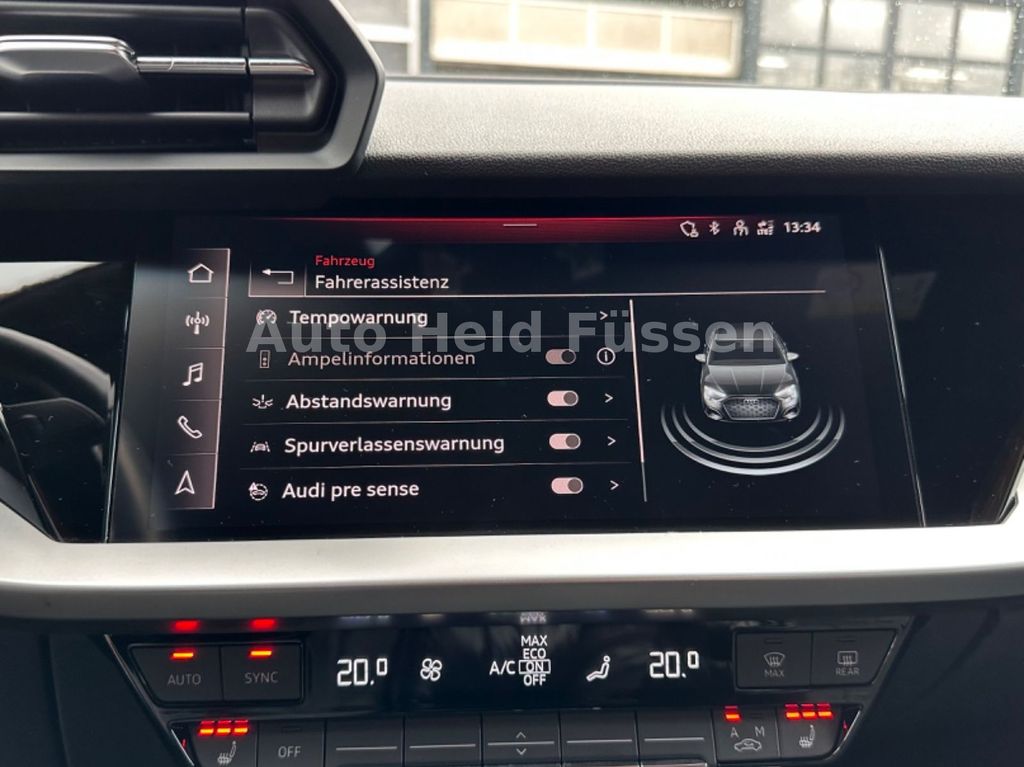 13:34
Fahrzeug
Fahrerassistenz
Tempowarnung
Auto Held Füssen
Ampelinformationen
Abstandswarnung
Spurverlassenswarnung
Audi pre sense
AUTO
SYNC
20.0
A/C
MAX
ECO
ON
OFF
20.0
MAX
REAR
OFF
A M